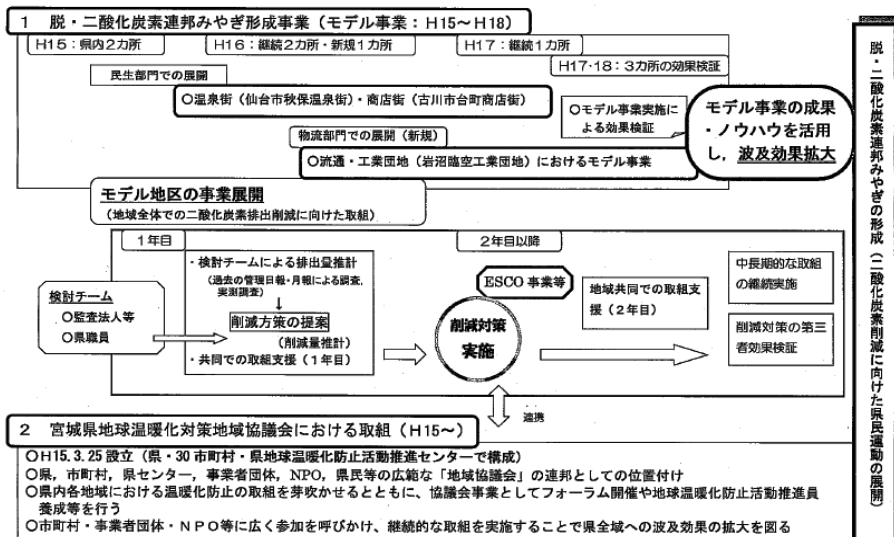 1 脱・二酸化炭素連邦みやぎ形成事業(モデル事業:H15~H18)
H15:県内2カ所
H16:継続2カ所・新規1カ所
H17:継続1カ所
H17・18:3カ所の効果検証
民生部門での展開
○温泉街(仙台市秋保温泉街)・商店街(古川市台町商店街)
○モデル事業実施に
よる効果検証
モデル事業の成果
・ノウハウを活用
し,波及効果拡大
物流部門での展開(新規)
○流通・工業団地(岩沼臨空工業団地)におけるモデル事業
モデル地区の事業展開
(地域全体での二酸化炭素排出削減に向けた取組)
1年目
2年目以降
検討チーム
○監査法人等
○県職員
・検討チームによる排出量推計
(過去の管理日報・月報による調査,
実測調査)
削減方策の提案
(削減量推計)
・共同での取組支援(1年目)
ESCO事業等
削減対策
実施
地域共同での取組支
援(2年目)
中長期的な取組
の継続実施
削減対策の第三
者効果検証
連携
2 宮城県地球温暖化対策地域協議会における取組(H15~)
○H15.3.25設立(県・30市町村・県地球温暖化防止活動推進センターで構成)
○県,市町村,県センター,事業者団体,NPO,県民等の広範な「地域協議会」の連邦としての位置付け
○県内各地域における温暖化防止の取組を芽吹かせるとともに、協議会事業としてフォーラム開催や地球温暖化防止活動推進員
養成等を行う
○市町村・事業者団体・NPO等に広く参加を呼びかけ、継続的な取組を実施することで県全域への波及効果の拡大を図る
脱・二酸化炭素連邦みやぎの形成(二酸化炭素削減に向けた県民運動の展開)